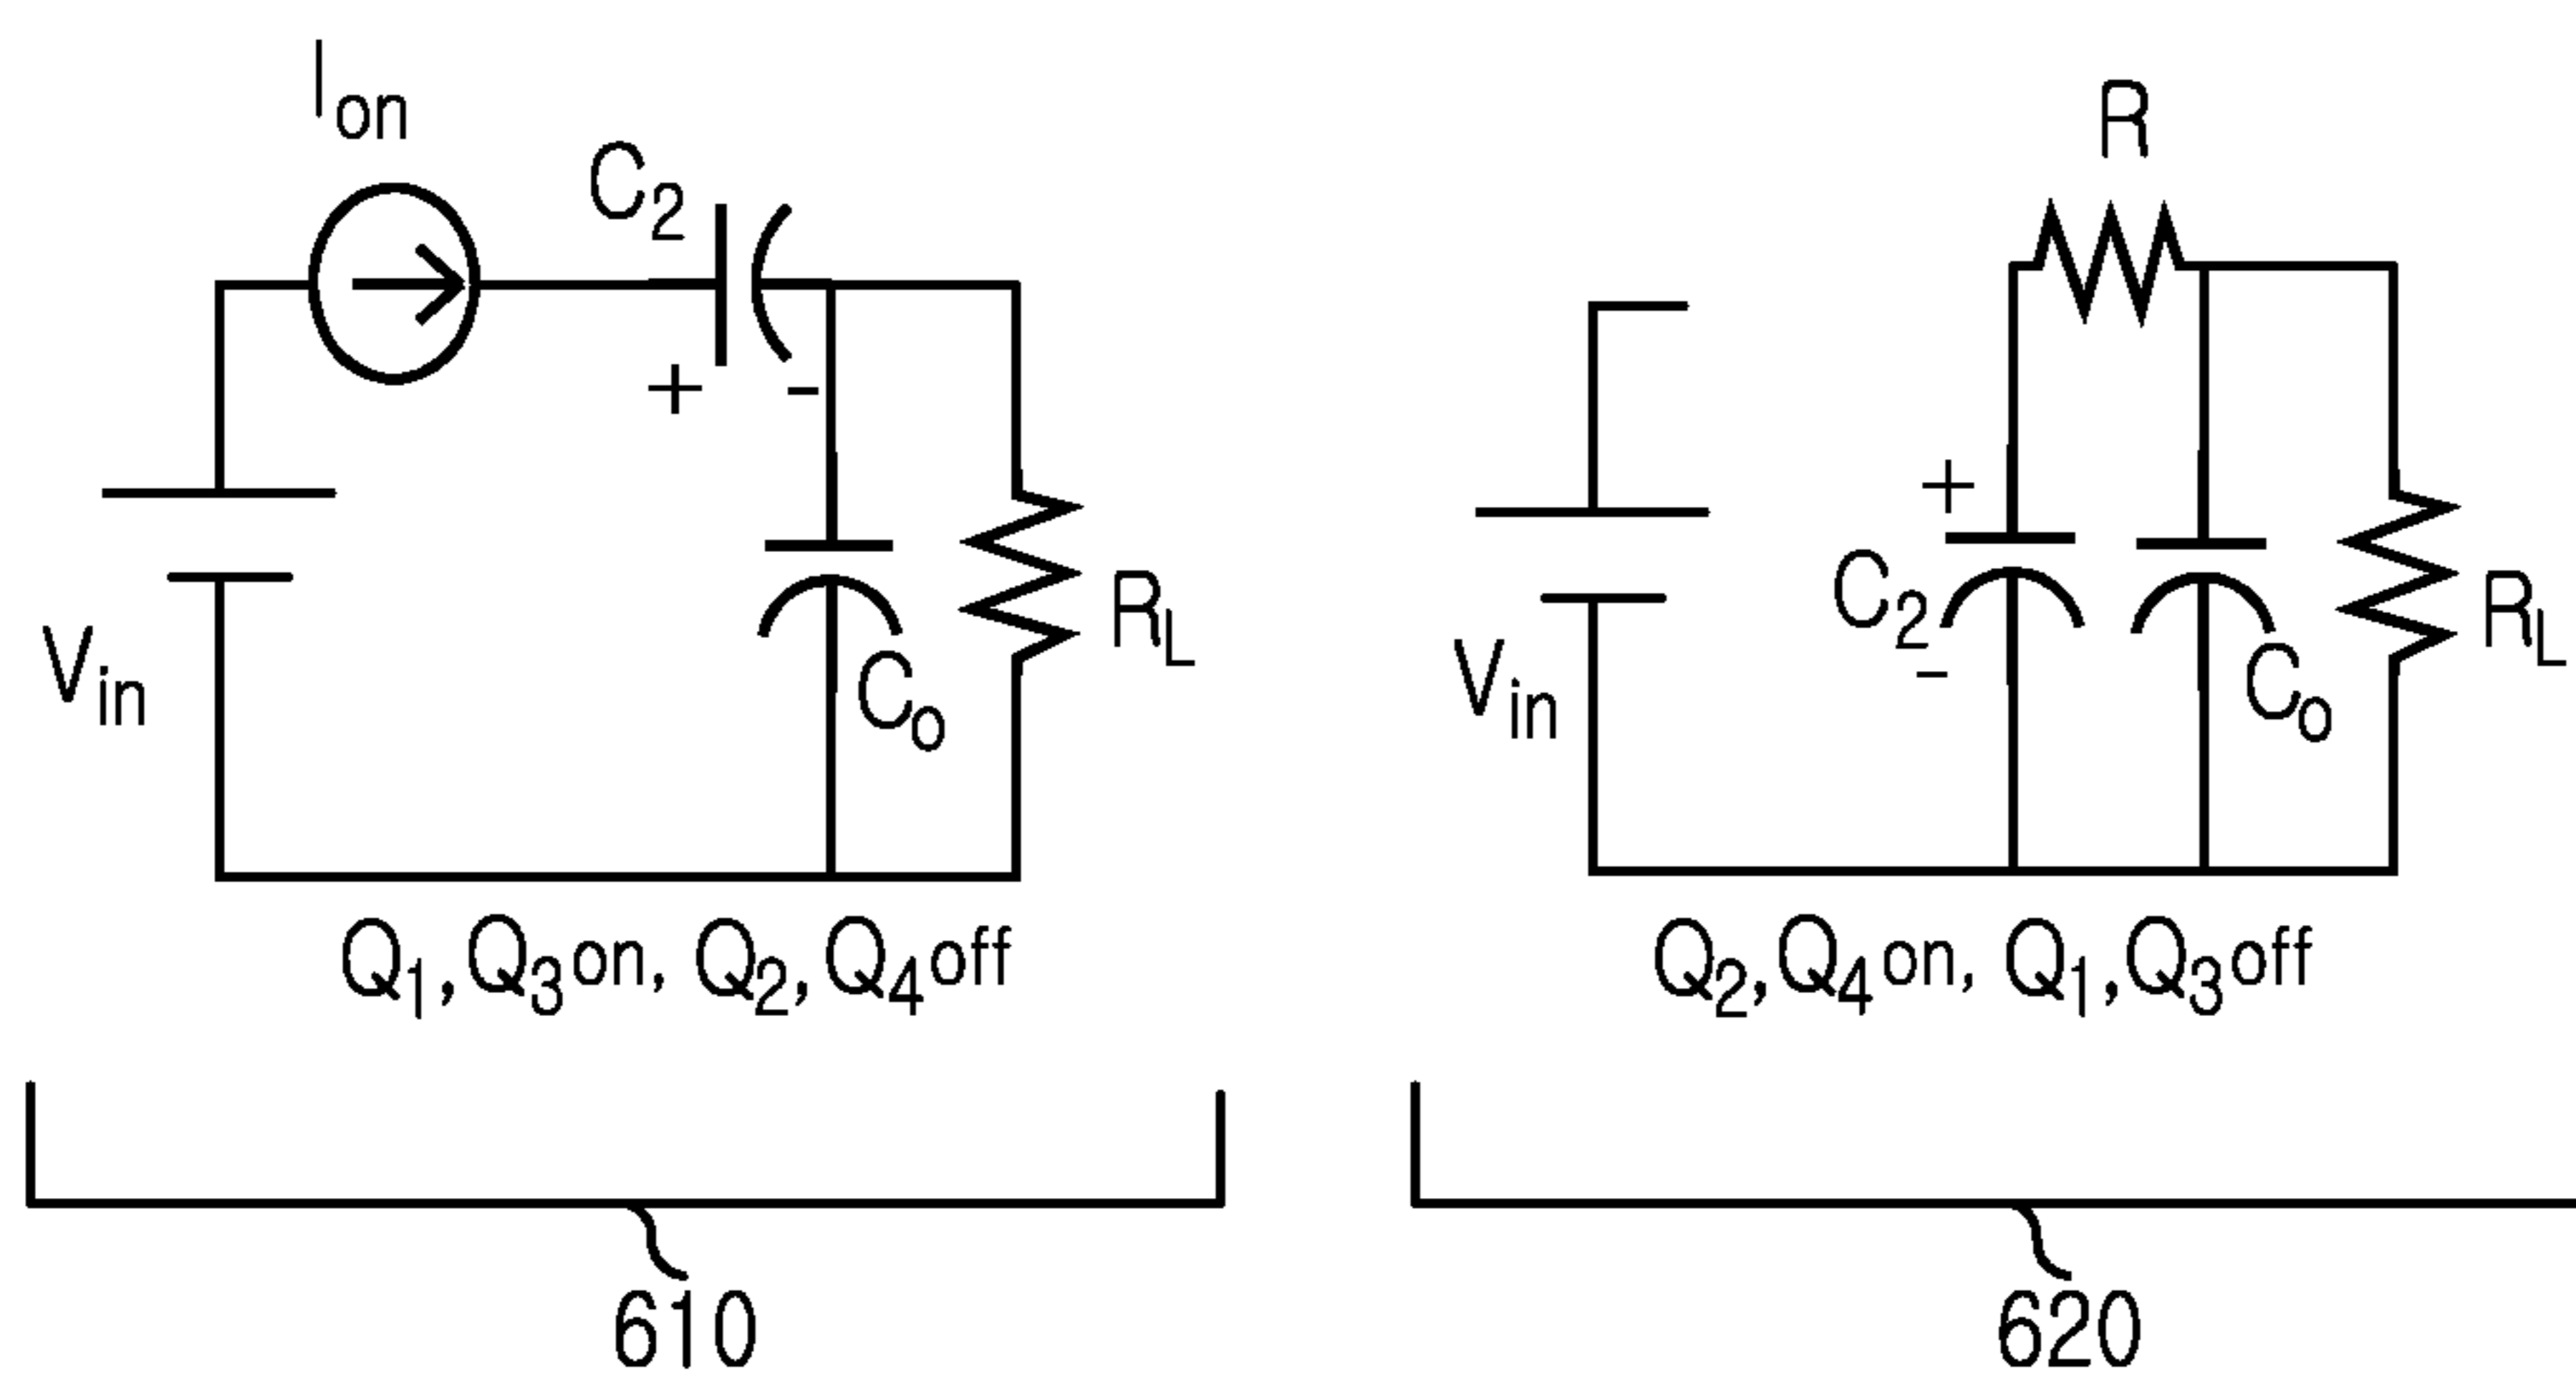 I_on
C_2
+
-
V_in
C_o
R_L
Q_1, Q_3 on, Q_2, Q_4 off
610
R
+
C_2
-
V_in
C_o
R_L
Q_2, Q_4 on, Q_1, Q_3 off
620